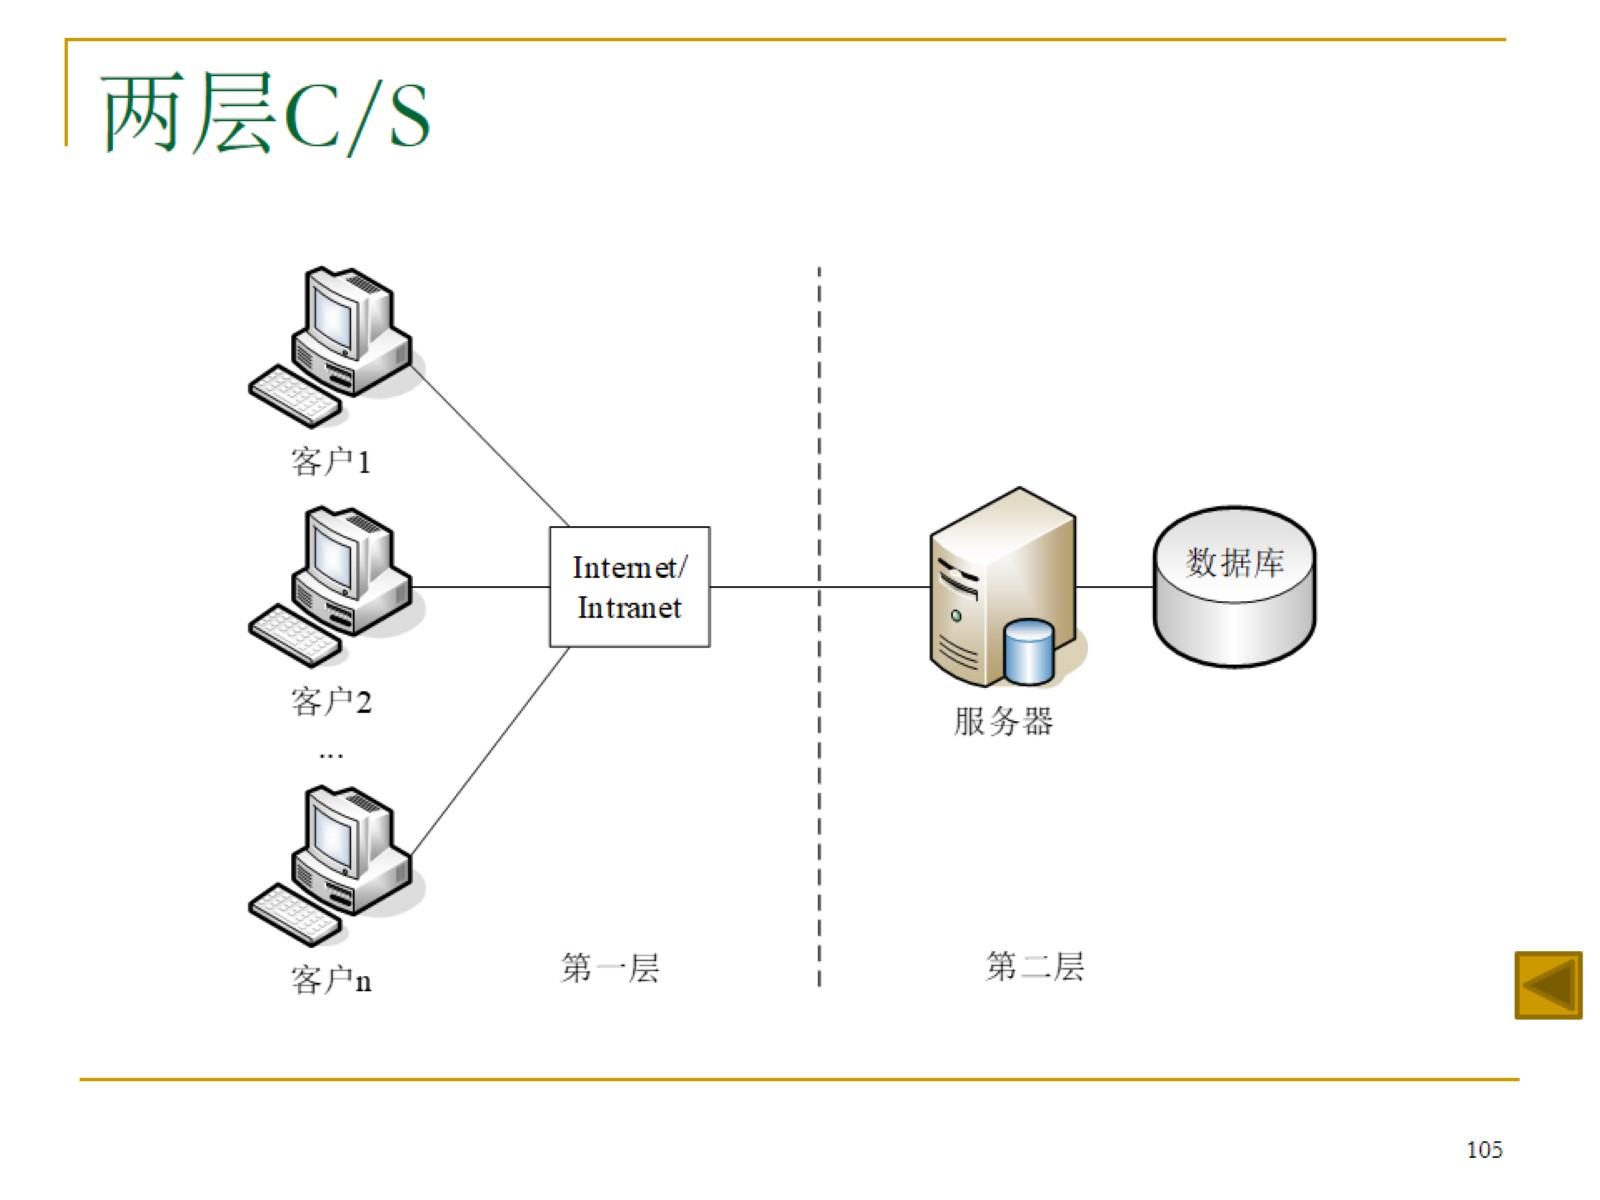 两层C/S
客户1
Internet/
Intranet
数据库
客户2
服务器
...
客户n
第一层
第二层
105